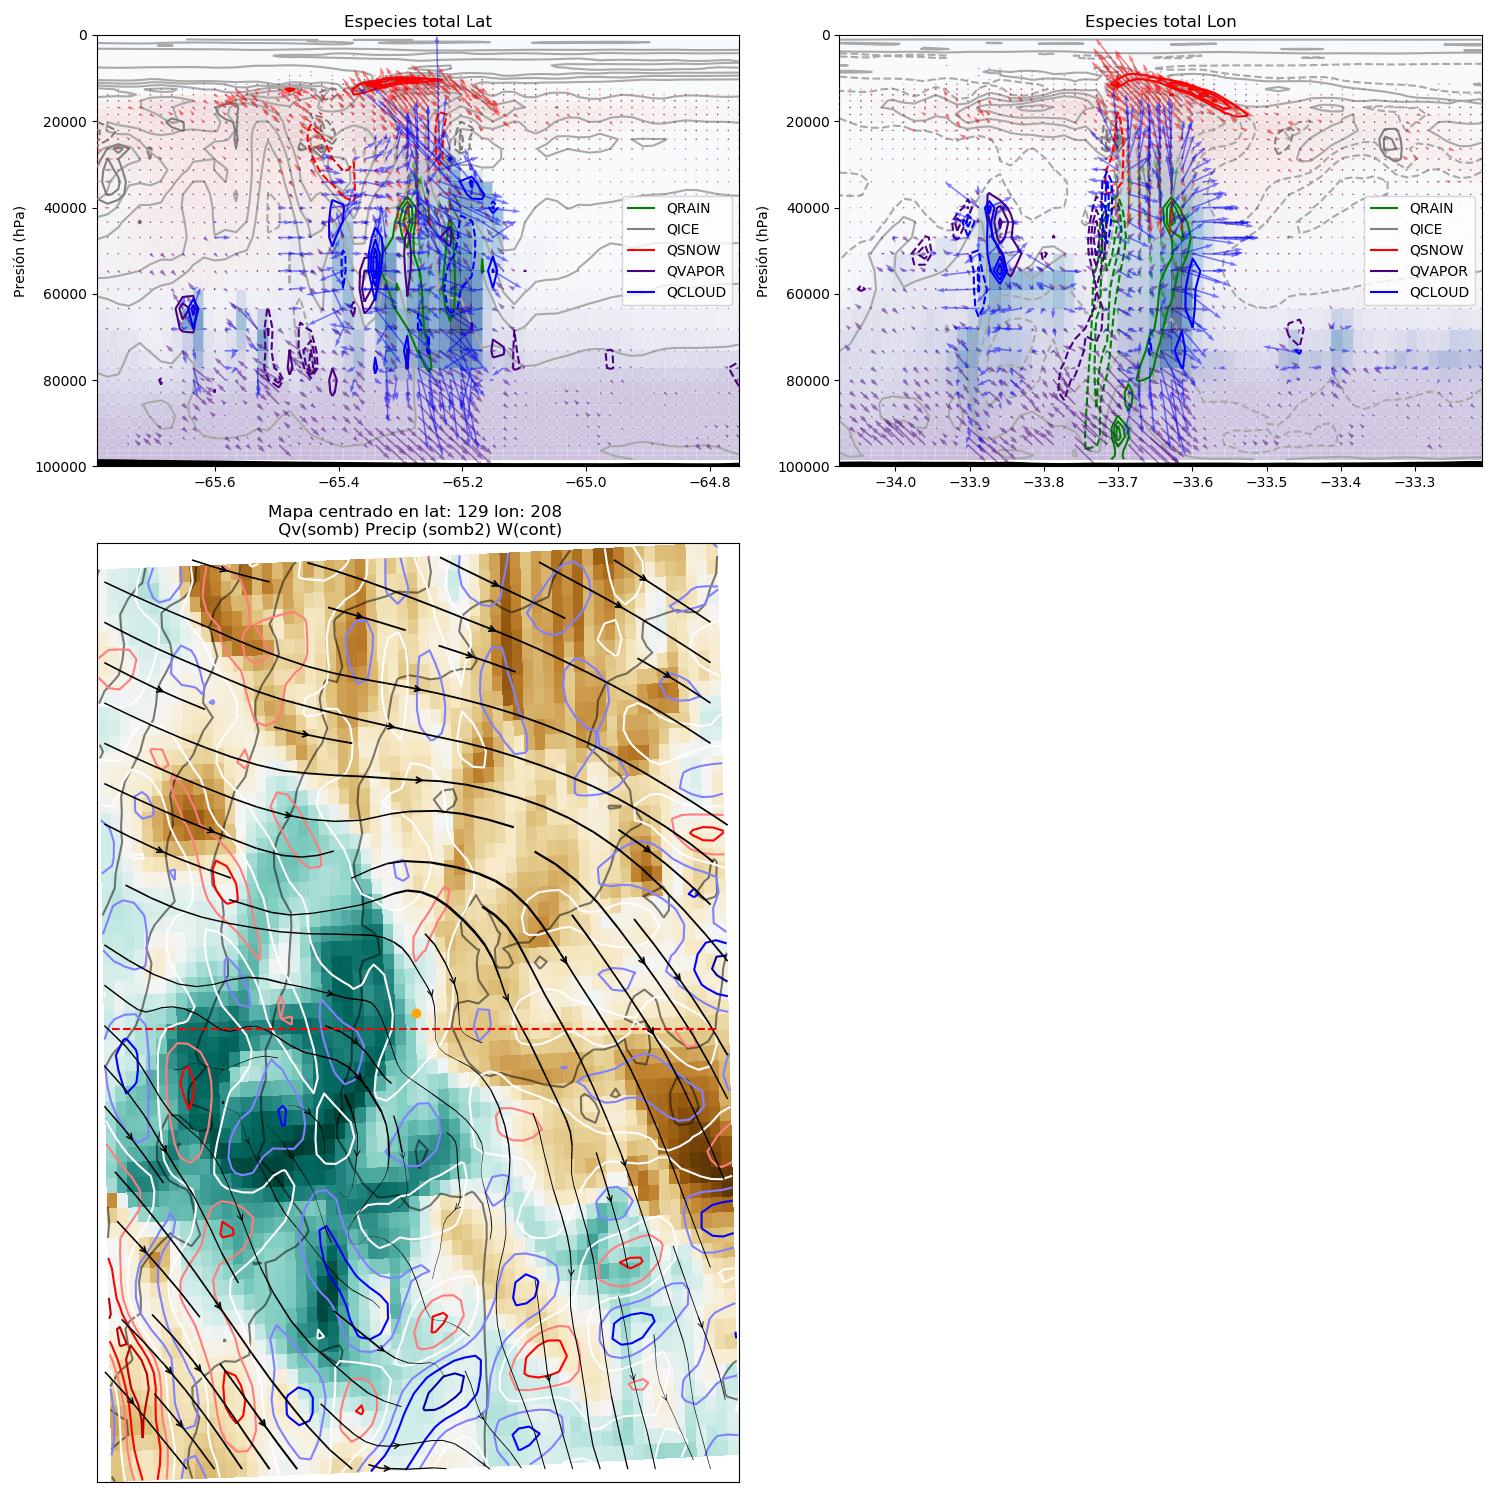 Especies total Lat
0
20000
40000
60000
80000
100000
Presión (hPa)
−65.6
−65.4
−65.2
−65.0
−64.8
QRAIN
QICE
QSNOW
QVAPOR
QCLOUD
Especies total Lon
0
20000
40000
60000
80000
100000
Presión (hPa)
−34.0
−33.9
−33.8
−33.7
−33.6
−33.5
−33.4
−33.3
QRAIN
QICE
QSNOW
QVAPOR
QCLOUD
Mapa centrado en lat: 129 lon: 208
Qv(somb) Precip (somb2) W(cont)